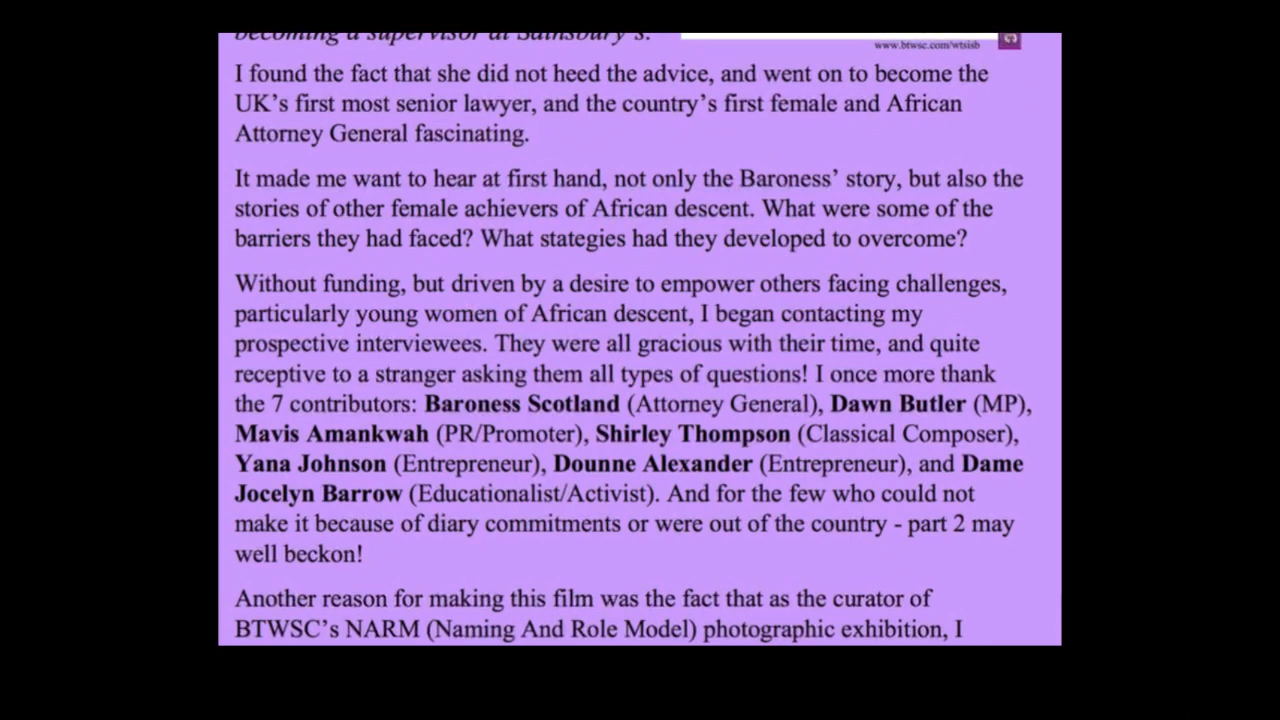 becoming a supervisor at Sainsbury's.
www.btwsc.com/wtsisb
I found the fact that she did not heed the advice, and went on to become the
UK's first most senior lawyer, and the country's first female and African
Attorney General fascinating.
It made me want to hear at first hand, not only the Baroness' story, but also the
stories of other female achievers of African descent. What were some of the
barriers they had faced? What stategies had they developed to overcome?
Without funding, but driven by a desire to empower others facing challenges,
particularly young women of African descent, I began contacting my
prospective interviewees. They were all gracious with their time, and quite
receptive to a stranger asking them all types of questions! I once more thank
the 7 contributors: Baroness Scotland (Attorney General), Dawn Butler (MP),
Mavis Amankwah (PR/Promoter), Shirley Thompson (Classical Composer),
Yana Johnson (Entrepreneur), Dounne Alexander (Entrepreneur), and Dame
Jocelyn Barrow (Educationalist/Activist). And for the few who could not
make it because of diary commitments or were out of the country - part 2 may
well beckon!
Another reason for making this film was the fact that as the curator of
BTWSC's NARM (Naming And Role Model) photographic exhibition, I